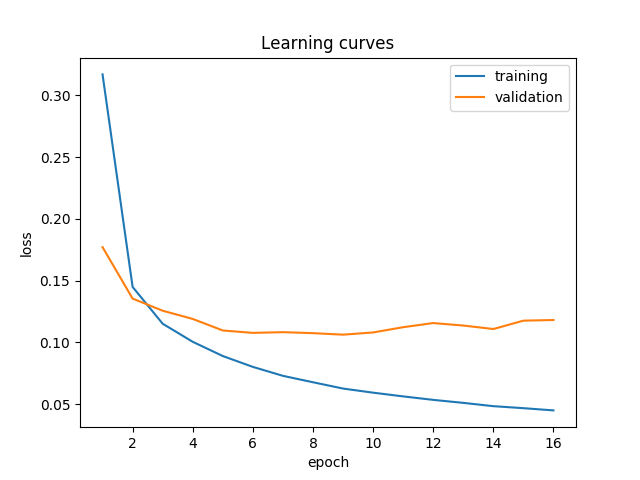 Learning curves
training
validation
0.30
0.25
0.20
0.15
0.10
0.05
loss
2 4 6 8 10 12 14 16
epoch